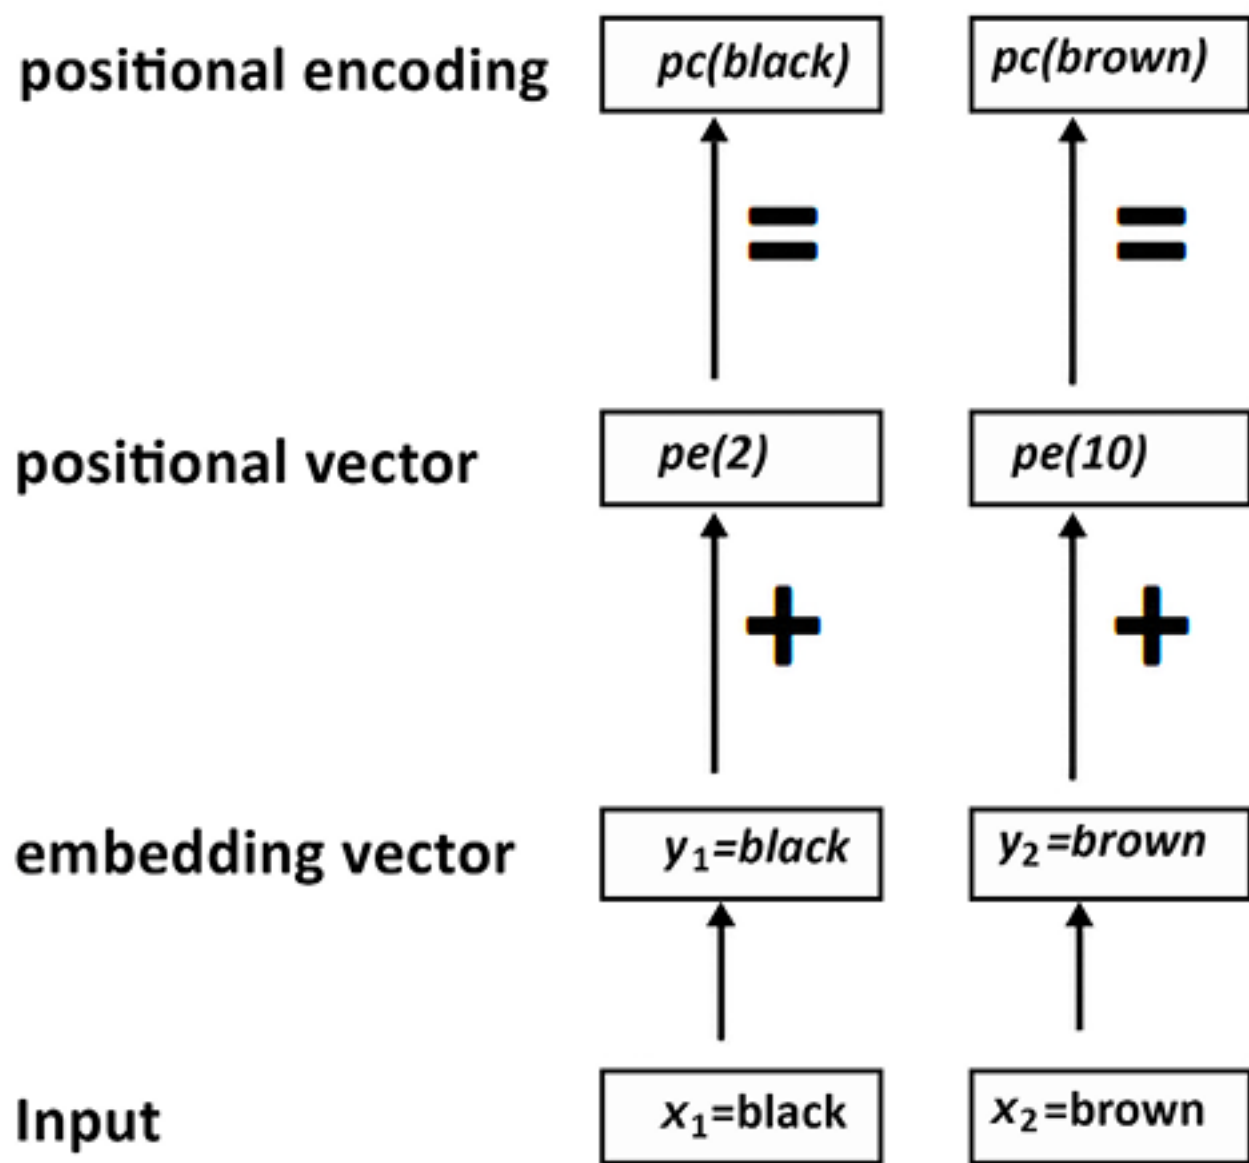 positional encoding pc(black) pc(brown)
= =
positional vector pe(2) pe(10)
+ +
embedding vector y₁=black y₂=brown
Input x₁=black x₂=brown